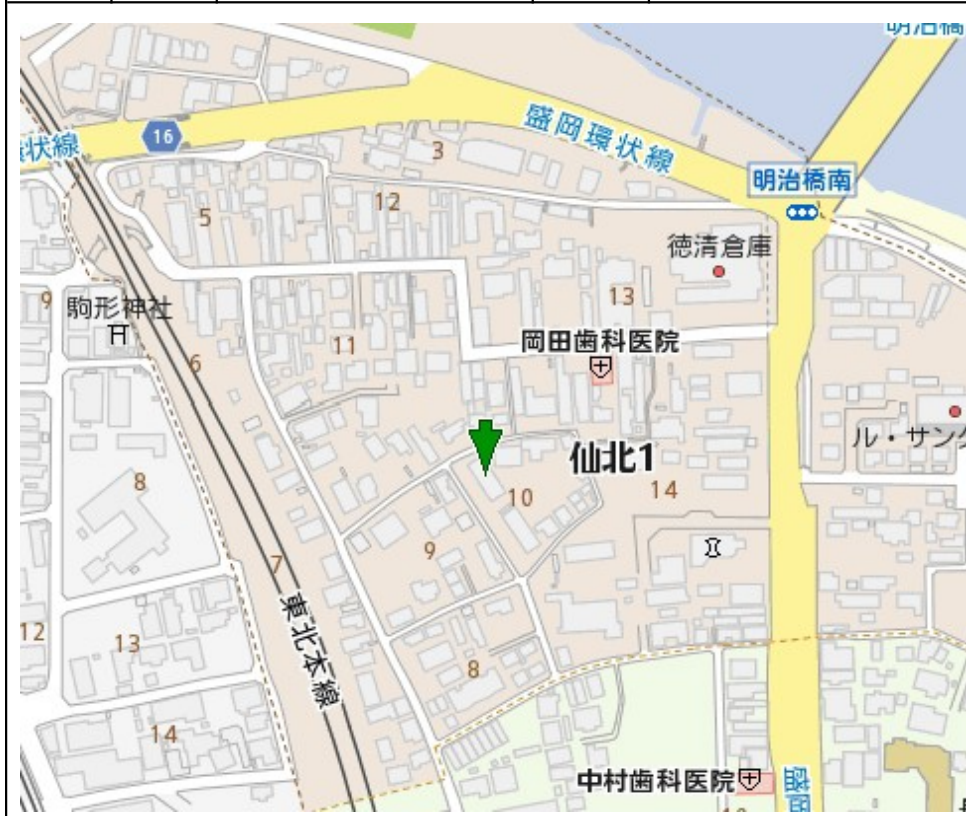 明治橋
盛岡環状線
状線
16
3
明治橋南
12
5
徳清倉庫
13
駒形神社
9
11
岡田歯科医院
6
ル・サンク
仙北1
8
10
14
9
7
東北本線
12
13
8
14
中村歯科医院
盛岡